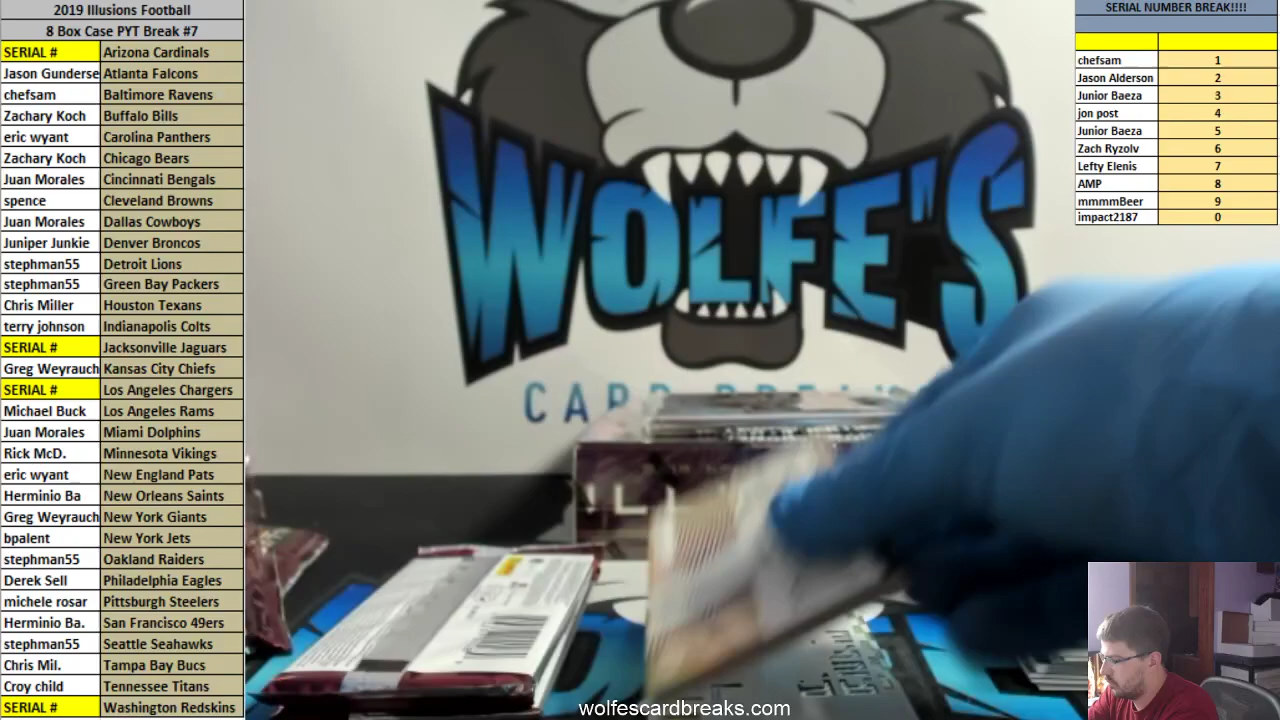 2019 Illusions Football
8 Box Case PYT Break #7
SERIAL # Arizona Cardinals
Jason Gunderse Atlanta Falcons
chefsam Baltimore Ravens
Zachary Koch Buffalo Bills
eric wyant Carolina Panthers
Zachary Koch Chicago Bears
Juan Morales Cincinnati Bengals
spence Cleveland Browns
Juan Morales Dallas Cowboys
Juniper Junkie Denver Broncos
stephman55 Detroit Lions
stephman55 Green Bay Packers
Chris Miller Houston Texans
terry johnson Indianapolis Colts
SERIAL # Jacksonville Jaguars
Greg Weyrauch Kansas City Chiefs
SERIAL # Los Angeles Chargers
Michael Buck Los Angeles Rams
Juan Morales Miami Dolphins
Rick McD. Minnesota Vikings
eric wyant New England Pats
Herminio Ba New Orleans Saints
Greg Weyrauch New York Giants
bpalent New York Jets
stephman55 Oakland Raiders
Derek Sell Philadelphia Eagles
michele rosar Pittsburgh Steelers
Herminio Ba. San Francisco 49ers
stephman55 Seattle Seahawks
Chris Mil. Tampa Bay Bucs
Croy child Tennessee Titans
SERIAL # Washington Redskins
WOLFE'S
CARD
wolfescardbreaks.com
SERIAL NUMBER BREAK!!!!
chefsam 1
Jason Alderson 2
Junior Baeza 3
jon post 4
Junior Baeza 5
Zach Ryzolv 6
Lefty Elenis 7
AMP 8
mmmmBeer 9
impact2187 0